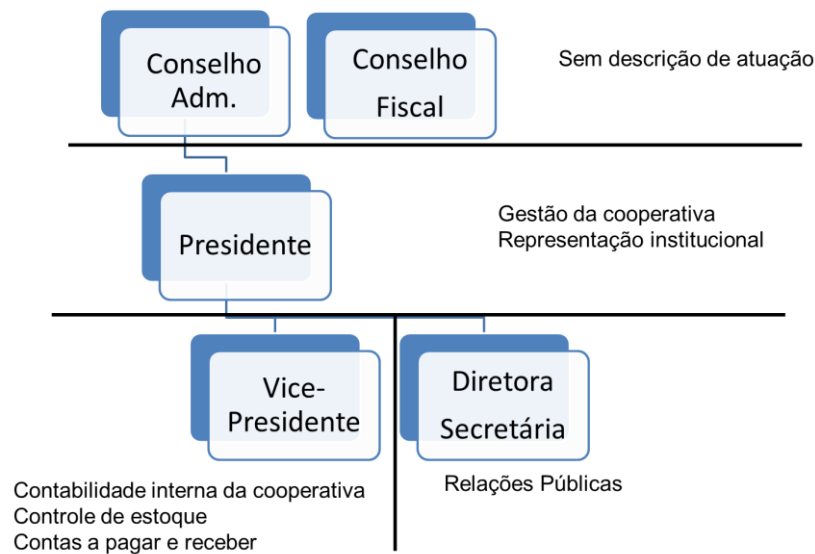 Conselho
Adm.
Conselho
Fiscal
Sem descrição de atuação
Presidente
Gestão da cooperativa
Representação institucional
Vice-
Presidente
Diretora
Secretária
Contabilidade interna da cooperativa
Controle de estoque
Contas a pagar e receber
Relações Públicas